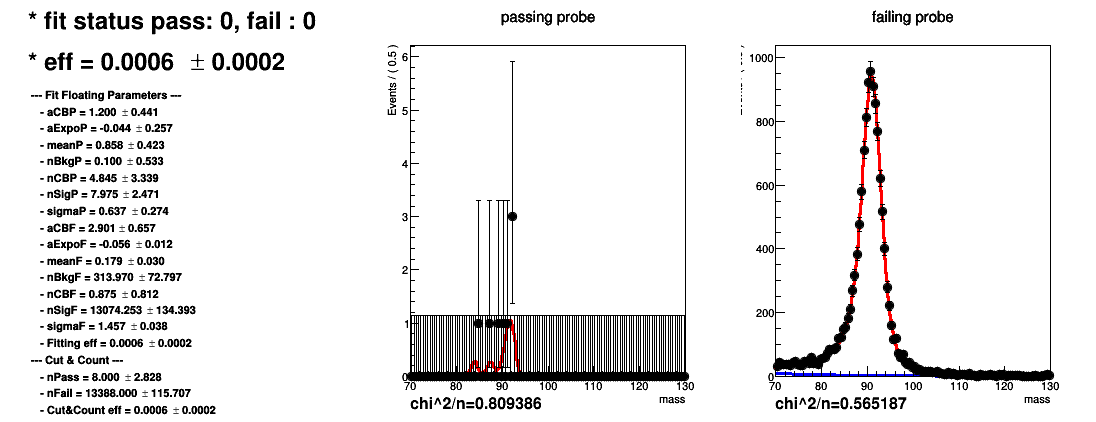 * fit status pass: 0, fail : 0
* eff = 0.0006 ± 0.0002
--- Fit Floating Parameters ---
- aCBP = 1.200 ± 0.441
- aExpoP = -0.044 ± 0.257
- meanP = 0.858 ± 0.423
- nBkgP = 0.100 ± 0.533
- nCBP = 4.845 ± 3.339
- nSigP = 7.975 ± 2.471
- sigmaP = 0.637 ± 0.274
- aCBF = 2.901 ± 0.657
- aExpoF = -0.056 ± 0.012
- meanF = 0.179 ± 0.030
- nBkgF = 313.970 ± 72.797
- nCBF = 0.875 ± 0.812
- nSigF = 13074.253 ± 134.393
- sigmaF = 1.457 ± 0.038
- Fitting eff = 0.0006 ± 0.0002
--- Cut & Count ---
- nPass = 8.000 ± 2.828
- nFail = 13388.000 ± 115.707
- Cut&Count eff = 0.0006 ± 0.0002
passing probe
Events / ( 0.5 )
6
5
4
3
2
1
0
70 80 90 100 110 120 130
mass
chi^2/n=0.809386
failing probe
1000
800
600
400
200
0
70 80 90 100 110 120 130
mass
chi^2/n=0.565187